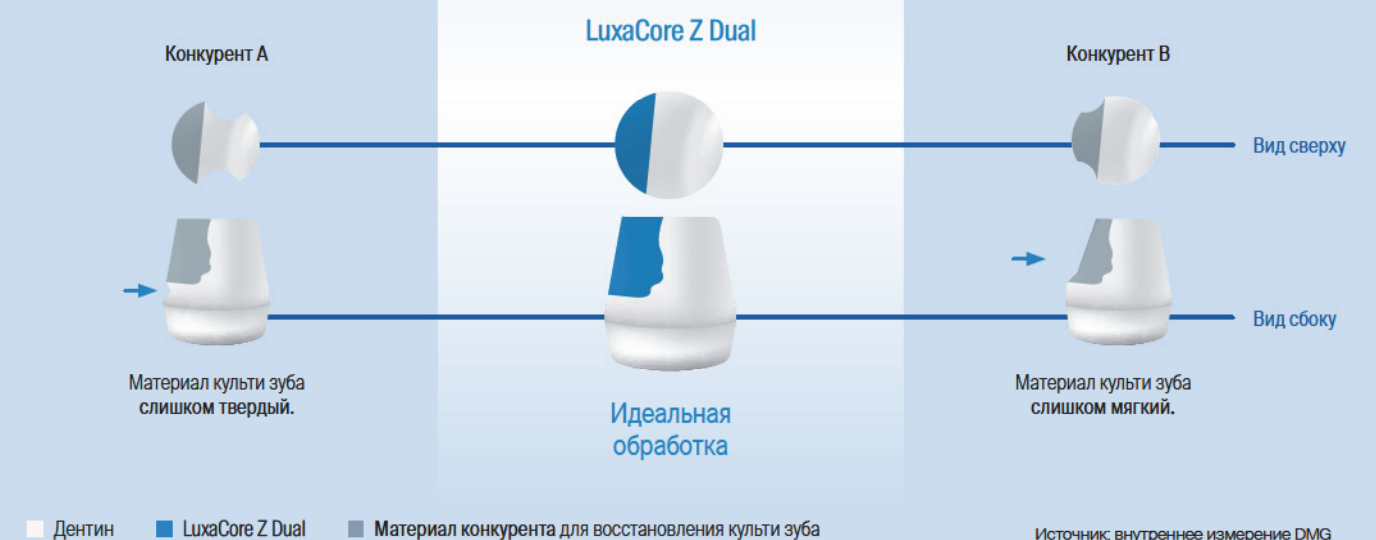 LuxaCore Z Dual
Конкурент A
Конкурент B
Вид сверху
Вид сбоку
Материал культи зуба
слишком твердый.
Идеальная
обработка
Материал культи зуба
слишком мягкий.
Дентин
LuxaCore Z Dual
Материал конкурента для восстановления культи зуба
Источник: внутреннее измерение DMG